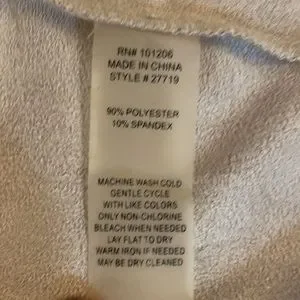 RN# 101206
MADE IN CHINA
STYLE # 27719
90% POLYESTER
10% SPANDEX
MACHINE WASH COLD
GENTLE CYCLE
WITH LIKE COLORS
ONLY NON-CHLORINE
BLEACH WHEN NEEDED
LAY FLAT TO DRY
WARM IRON IF NEEDED
MAY BE DRY CLEANED